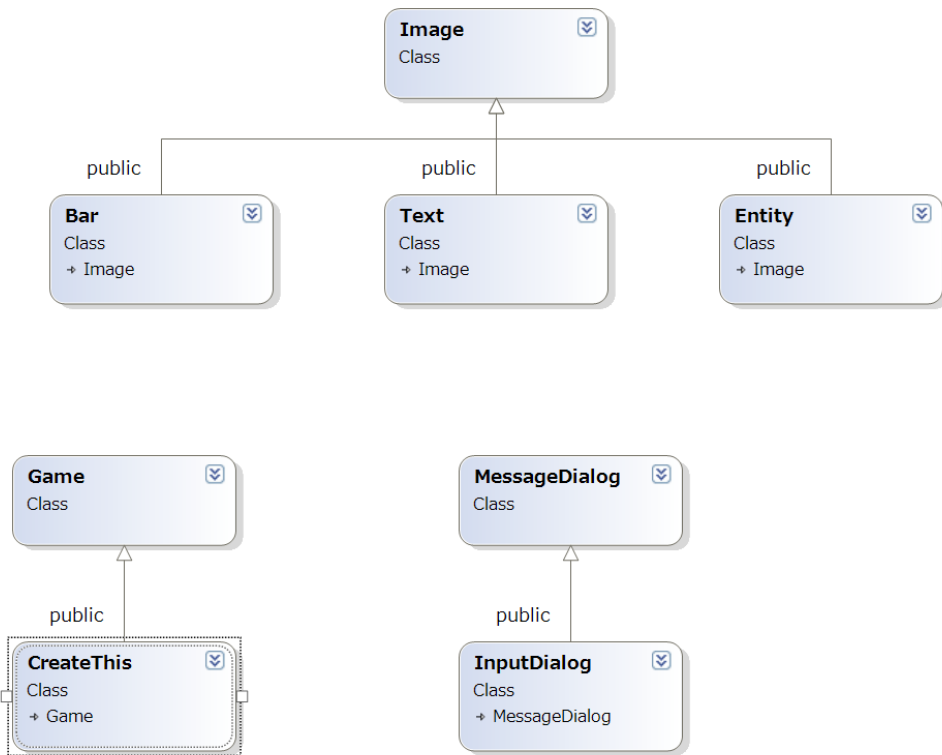 Image
Class
public
public
public
Bar
Class
Image
Text
Class
Image
Entity
Class
Image
Game
Class
MessageDialog
Class
public
public
CreateThis
Class
Game
InputDialog
Class
MessageDialog